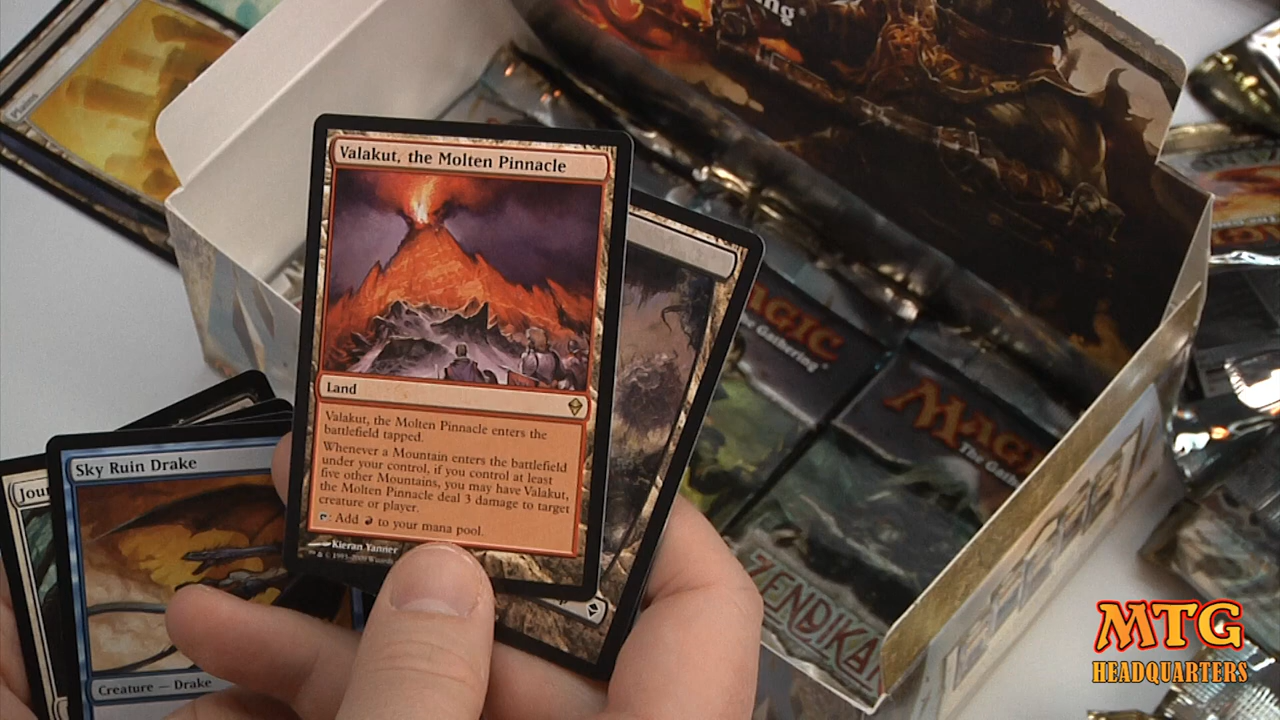 Plains
Valakut, the Molten Pinnacle
Land
Valakut, the Molten Pinnacle enters the
battlefield tapped.
Whenever a Mountain enters the battlefield
under your control, if you control at least
five other Mountains, you may have Valakut,
the Molten Pinnacle deal 3 damage to target
creature or player.
: Add to your mana pool.
Kieran Yanner
Jour
Sky Ruin Drake
Creature — Drake
MAGIC
The Gathering
ZENDIKA
MTG
HEADQUARTERS